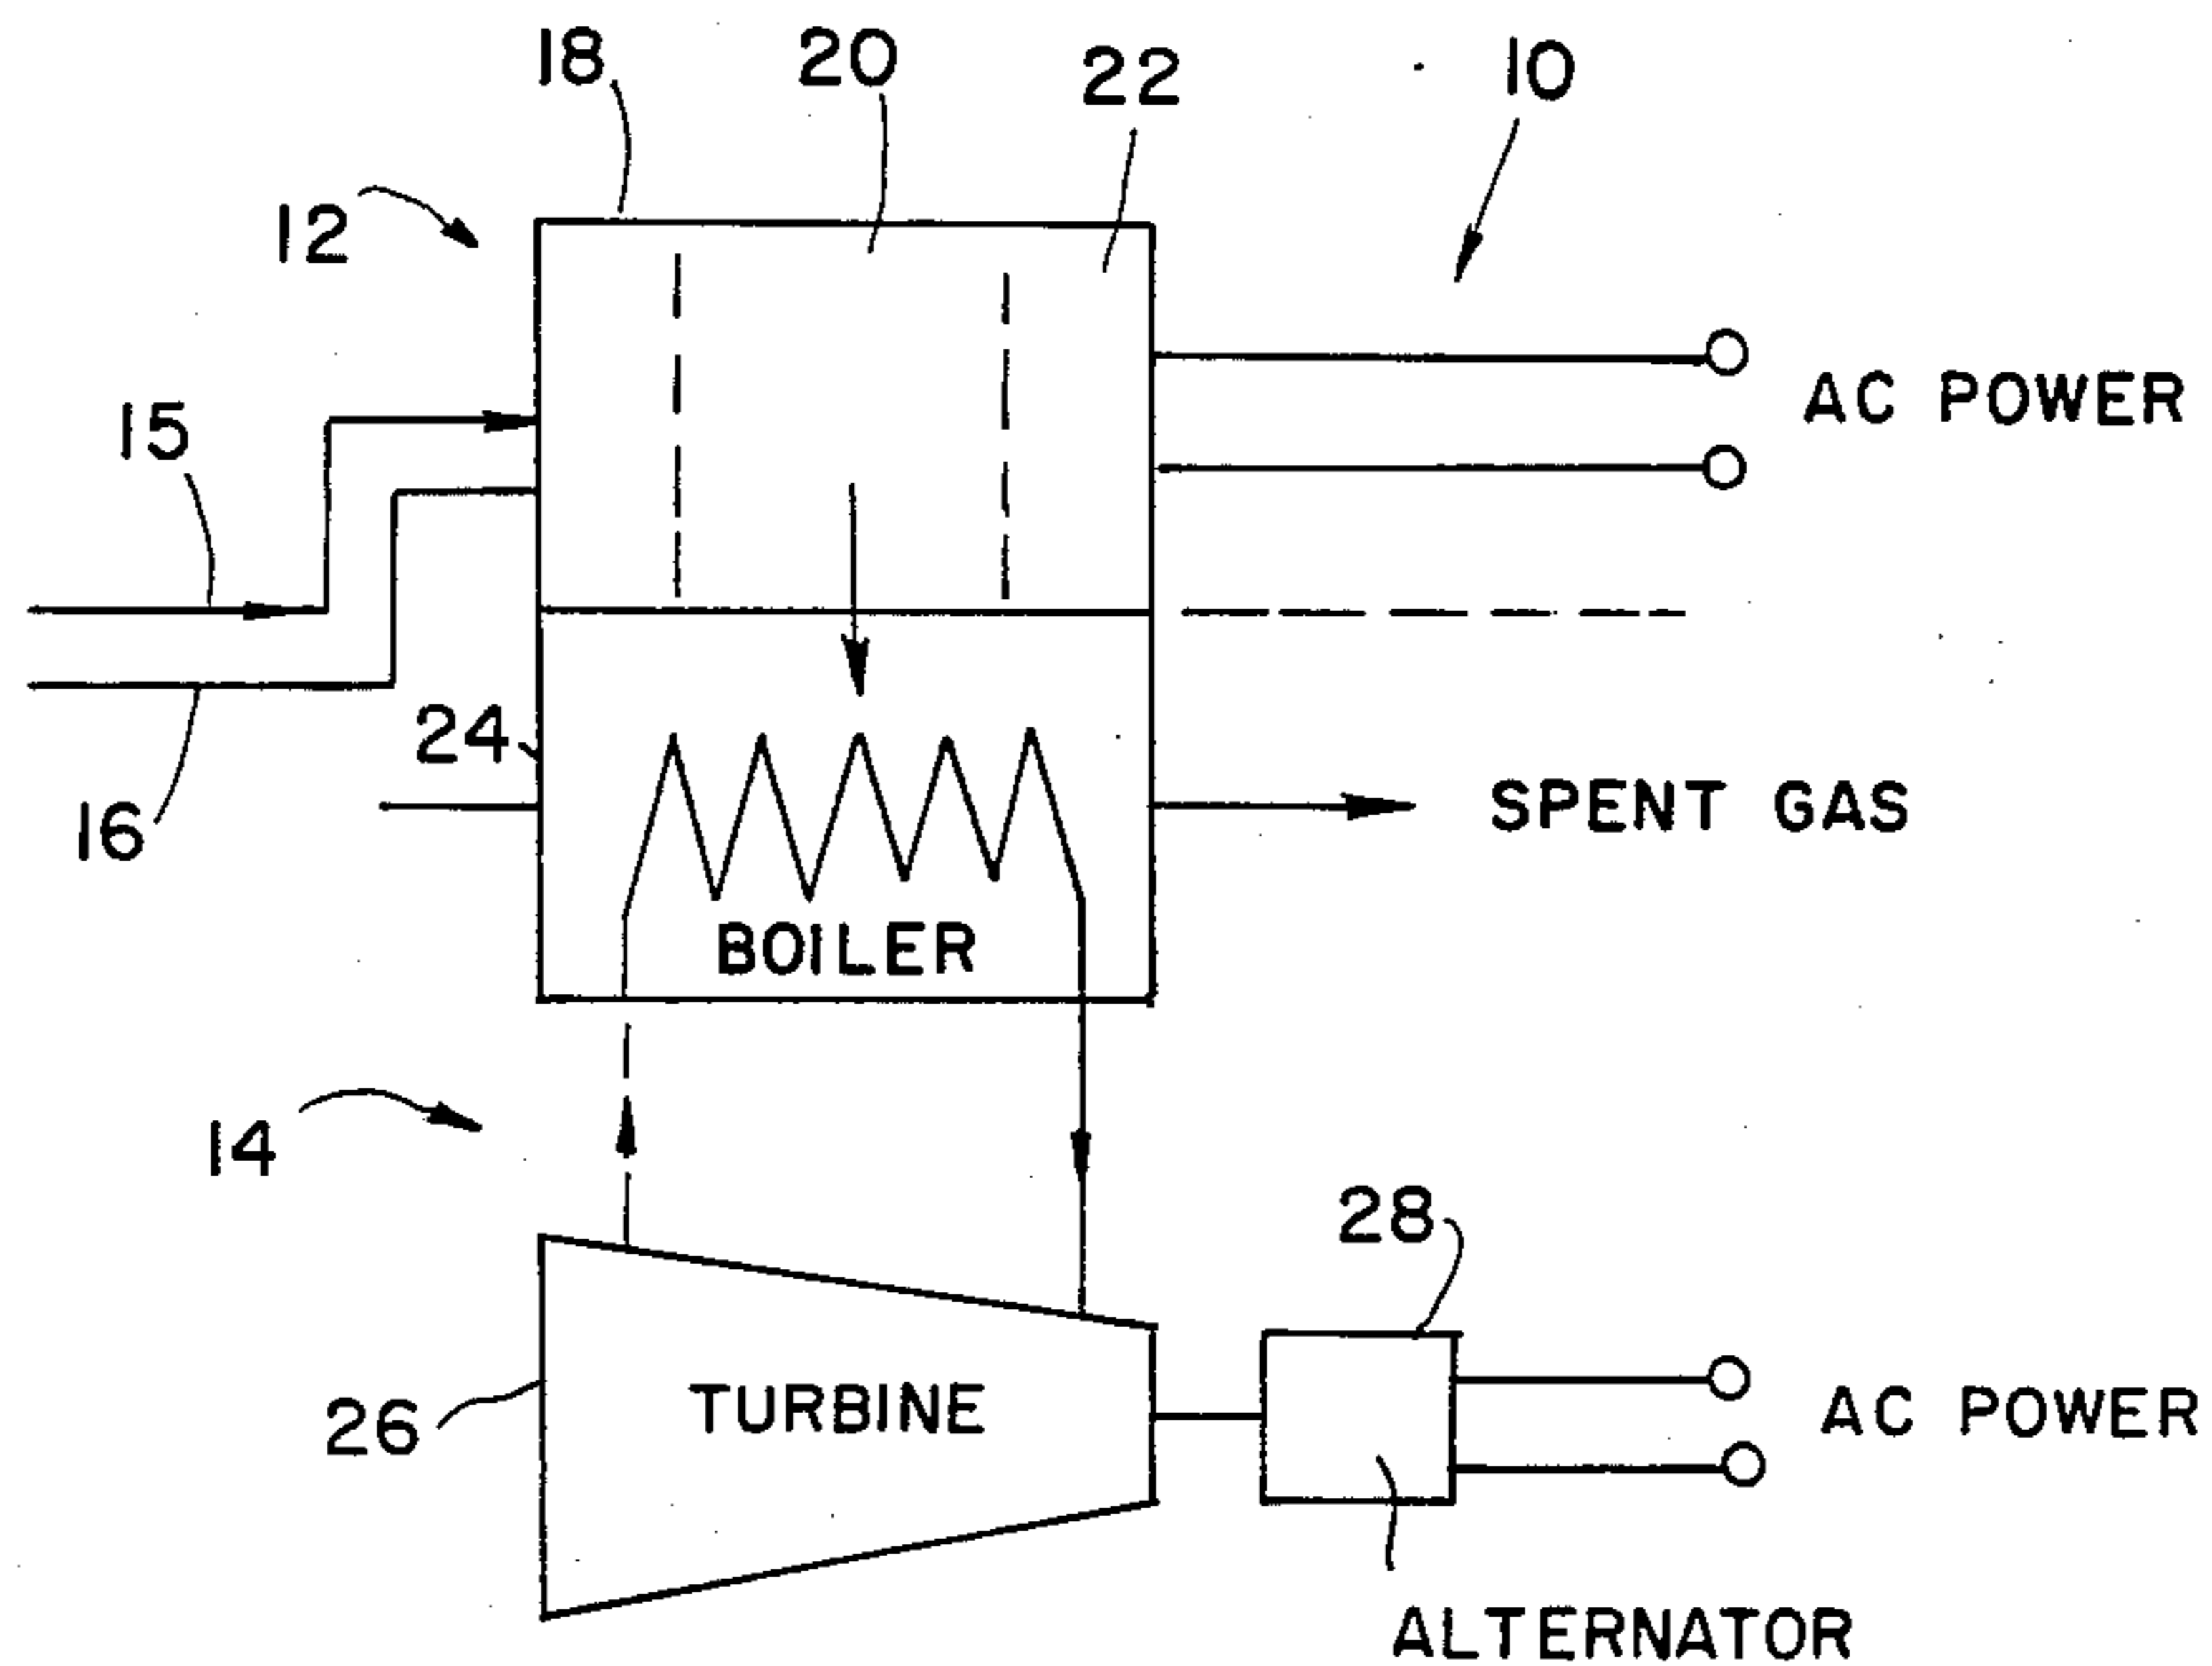 18
20
22
10
12
AC POWER
15
24
SPENT GAS
16
BOILER
14
28
26
TURBINE
AC POWER
ALTERNATOR